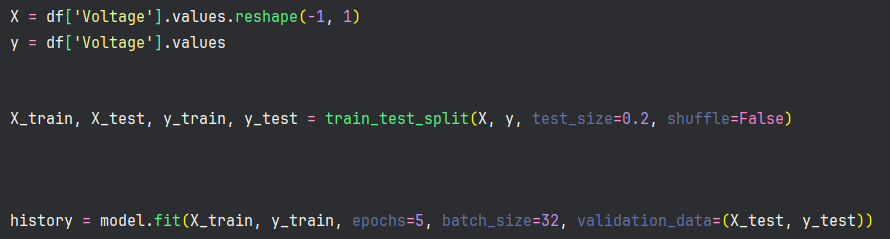 X = df['Voltage'].values.reshape(-1, 1)
y = df['Voltage'].values
X_train, X_test, y_train, y_test = train_test_split(X, y, test_size=0.2, shuffle=False)
history = model.fit(X_train, y_train, epochs=5, batch_size=32, validation_data=(X_test, y_test))